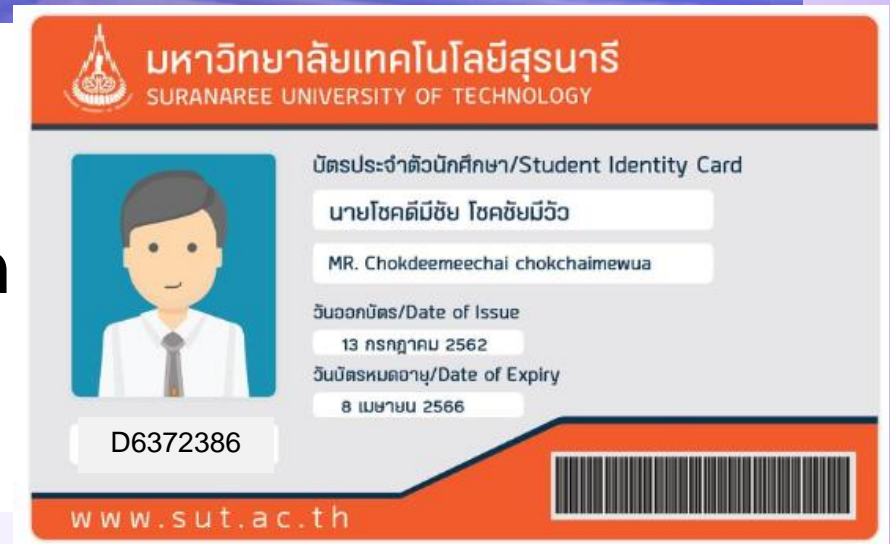 มหาวิทยาลัยเทคโนโลยีสุรนารี
SURANAREE UNIVERSITY OF TECHNOLOGY
บัตรประจำตัวนักศึกษา/Student Identity Card
นายโชคดีมีชัย โชคชัยมีวัว
MR. Chokdeemeechai chokchaimewua
วันออกบัตร/Date of Issue
13 กรกฎาคม 2562
วันบัตรหมดอายุ/Date of Expiry
8 เมษายน 2566
D6372386
www.sut.ac.th